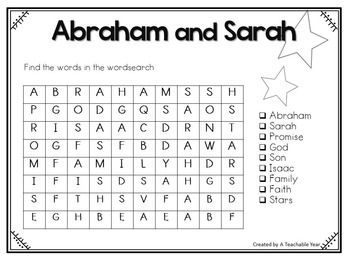 Abraham and Sarah
Find the words in the wordsearch
A B R A H A M S S H
P G O D G Q S A O S
R I S A A C D R N T
O G F S F B D A W A
M F A M I L Y H D R
I F I S D S A H G S
S F T H S V F A B D
E G H B E A E A B F
Abraham
Sarah
Promise
God
Son
Isaac
Family
Faith
Stars
Created by A Teachable Year